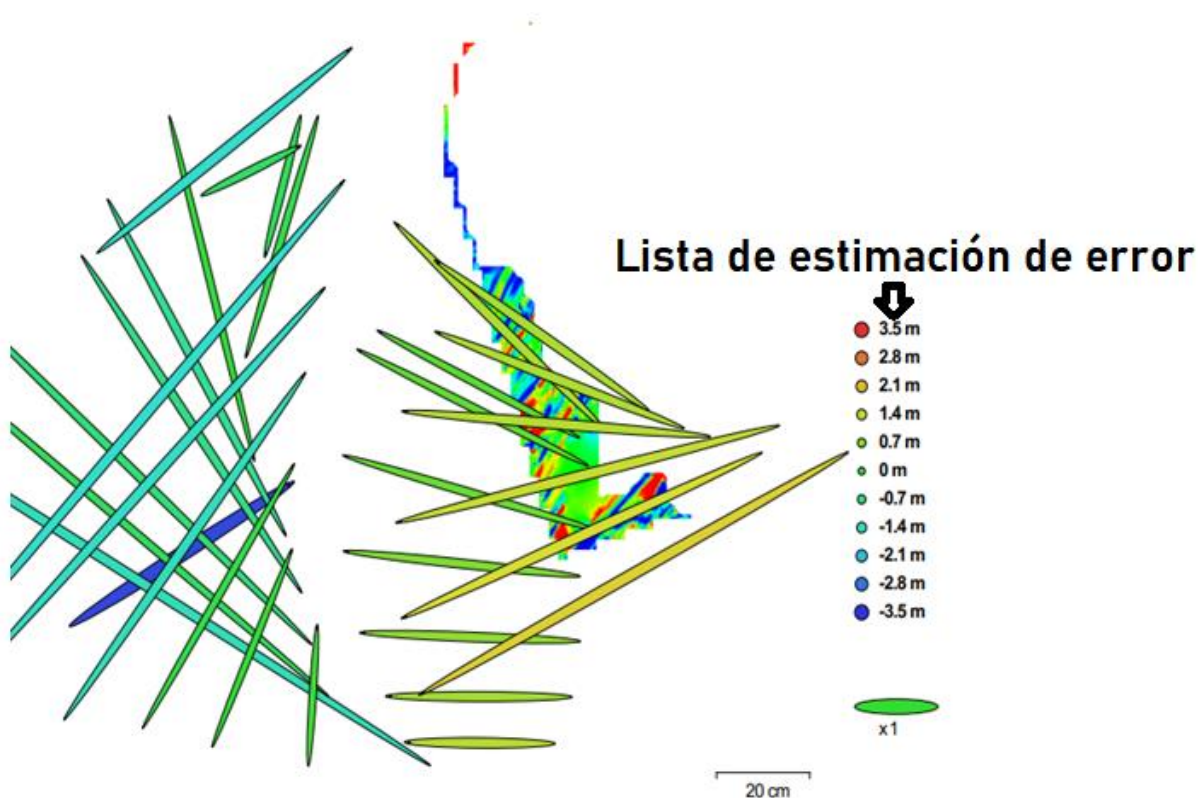 Lista de estimación de error
3.5 m
2.8 m
2.1 m
1.4 m
0.7 m
0 m
-0.7 m
-1.4 m
-2.1 m
-2.8 m
-3.5 m
x 1
20 cm